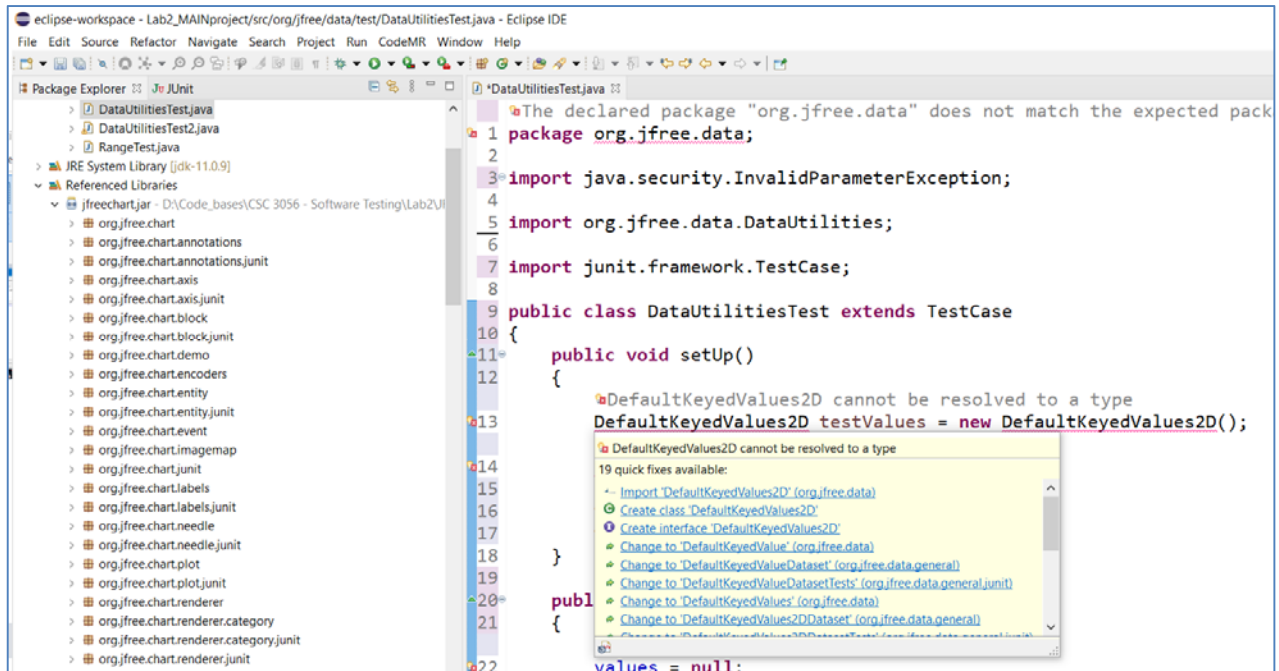 eclipse-workspace - Lab2_MAINproject/src/org/jfree/data/test/DataUtilitiesTest.java - Eclipse IDE
File Edit Source Refactor Navigate Search Project Run CodeMR Window Help
Package Explorer JUnit
DataUtilitiesTest.java
DataUtilitiesTest2.java
RangeTest.java
JRE System Library [jdk-11.0.9]
Referenced Libraries
jfreechart.jar - D:\Code_bases\CSC 3056 - Software Testing\Lab2\
org.jfree.chart
org.jfree.chart.annotations
org.jfree.chart.annotations.junit
org.jfree.chart.axis
org.jfree.chart.axis.junit
org.jfree.chart.block
org.jfree.chart.block.junit
org.jfree.chart.demo
org.jfree.chart.encoders
org.jfree.chart.entity
org.jfree.chart.entity.junit
org.jfree.chart.event
org.jfree.chart.imagemap
org.jfree.chart.junit
org.jfree.chart.labels
org.jfree.chart.labels.junit
org.jfree.chart.needle
org.jfree.chart.needle.junit
org.jfree.chart.plot
org.jfree.chart.plot.junit
org.jfree.chart.renderer
org.jfree.chart.renderer.category
org.jfree.chart.renderer.category.junit
org.jfree.chart.renderer.junit
*DataUtilitiesTest.java
The declared package "org.jfree.data" does not match the expected pack
1 package org.jfree.data;
2
3 import java.security.InvalidParameterException;
4
5 import org.jfree.data.DataUtilities;
6
7 import junit.framework.TestCase;
8
9 public class DataUtilitiesTest extends TestCase
10 {
11 public void setUp()
12 {
DefaultKeyedValues2D cannot be resolved to a type
13 DefaultKeyedValues2D testValues = new DefaultKeyedValues2D();
DefaultKeyedValues2D cannot be resolved to a type
14
19 quick fixes available:
15
Import 'DefaultKeyedValues2D' (org.jfree.data)
16
Create class 'DefaultKeyedValues2D'
Create interface 'DefaultKeyedValues2D'
17
Change to 'DefaultKeyedValue' (org.jfree.data)
18 }
Change to 'DefaultKeyedValueDataset' (org.jfree.data.general)
19
Change to 'DefaultKeyedValueDatasetTests' (org.jfree.data.general.junit)
20 publ
Change to 'DefaultKeyedValues' (org.jfree.data)
21 {
Change to 'DefaultKeyedValues2DDataset' (org.jfree.data.general)
22 values = null;